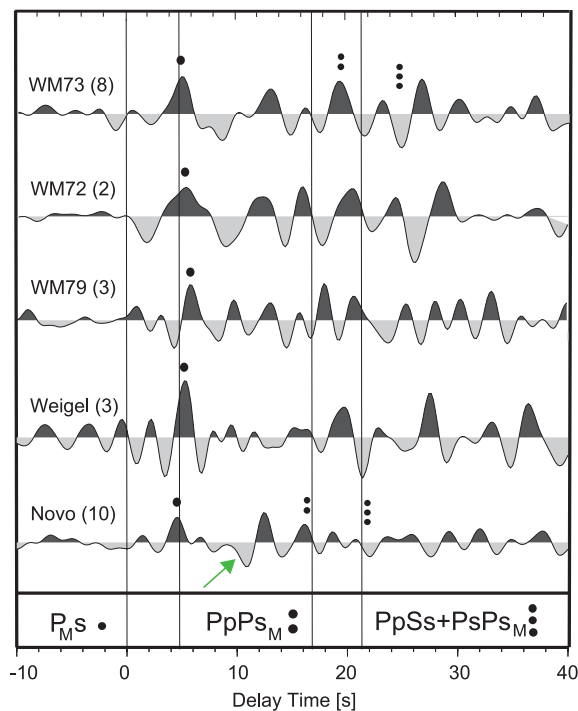 WM73 (8)
WM72 (2)
WM79 (3)
Weigel (3)
Novo (10)
PMs PpPsM PpSs+PsPsM
-10 0 10 20 30 40
Delay Time [s]